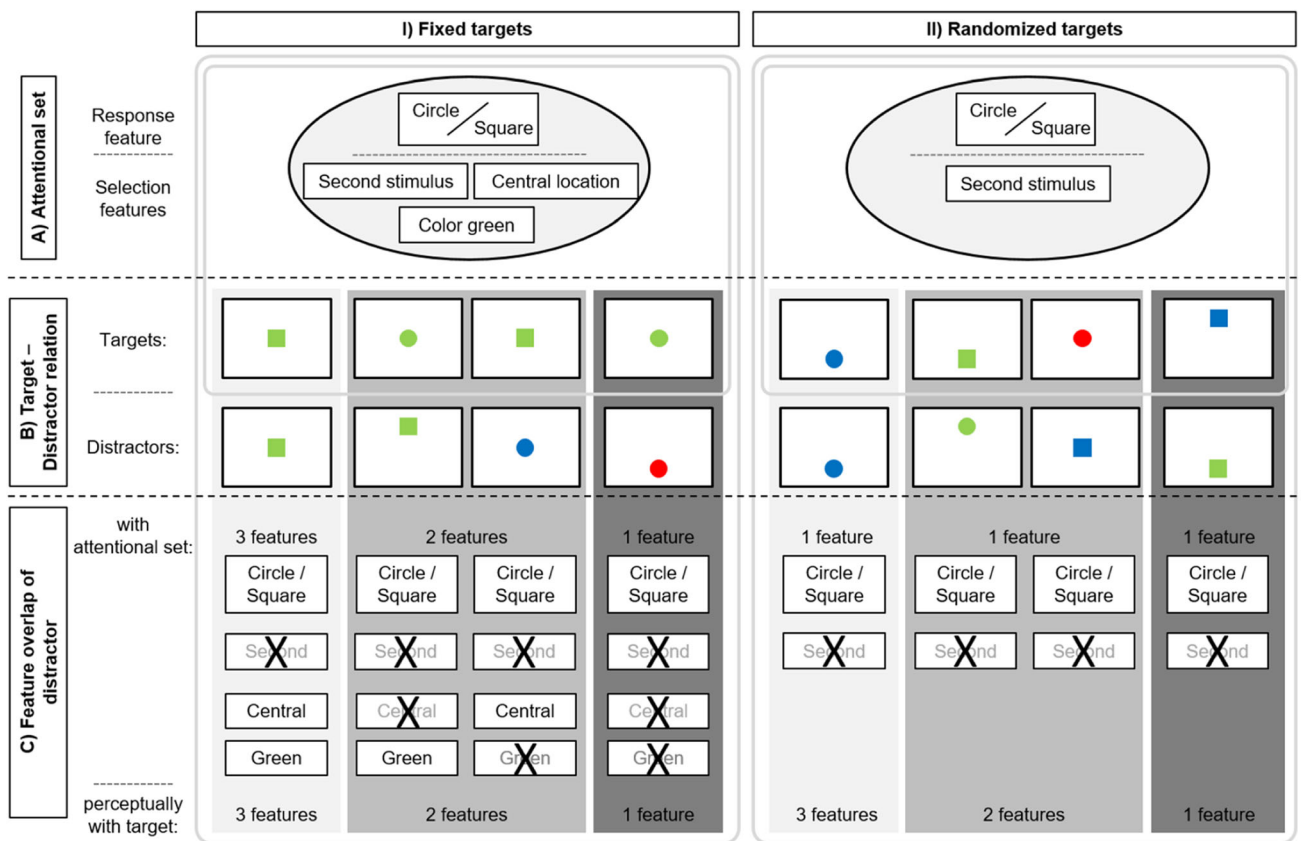 I) Fixed targets
II) Randomized targets
A) Attentional set
Response
feature
Selection
features
Circle
Square
Second stimulus
Central location
Color green
Circle
Square
Second stimulus
B) Target –
Distractor relation
Targets:
Distractors:
C) Feature overlap of
distractor
with
attentional set:
3 features
2 features
1 feature
1 feature
1 feature
1 feature
Circle /
Square
Circle /
Square
Circle /
Square
Circle /
Square
Circle /
Square
Circle /
Square
Circle /
Square
Circle /
Square
Second
Second
Second
Second
Second
Second
Second
Second
Central
Central
Central
Central
Green
Green
Green
Green
perceptually
with target:
3 features
2 features
1 feature
3 features
2 features
1 feature